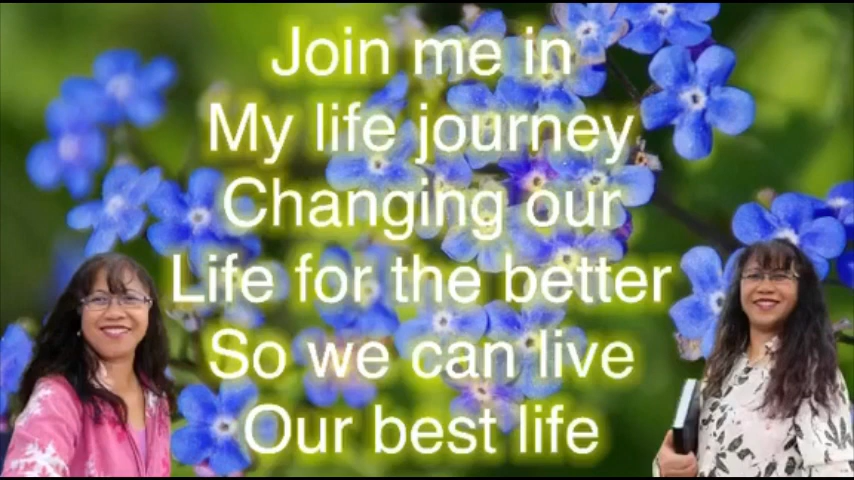 Join me in
My life journey
Changing our
Life for the better
So we can live
Our best life